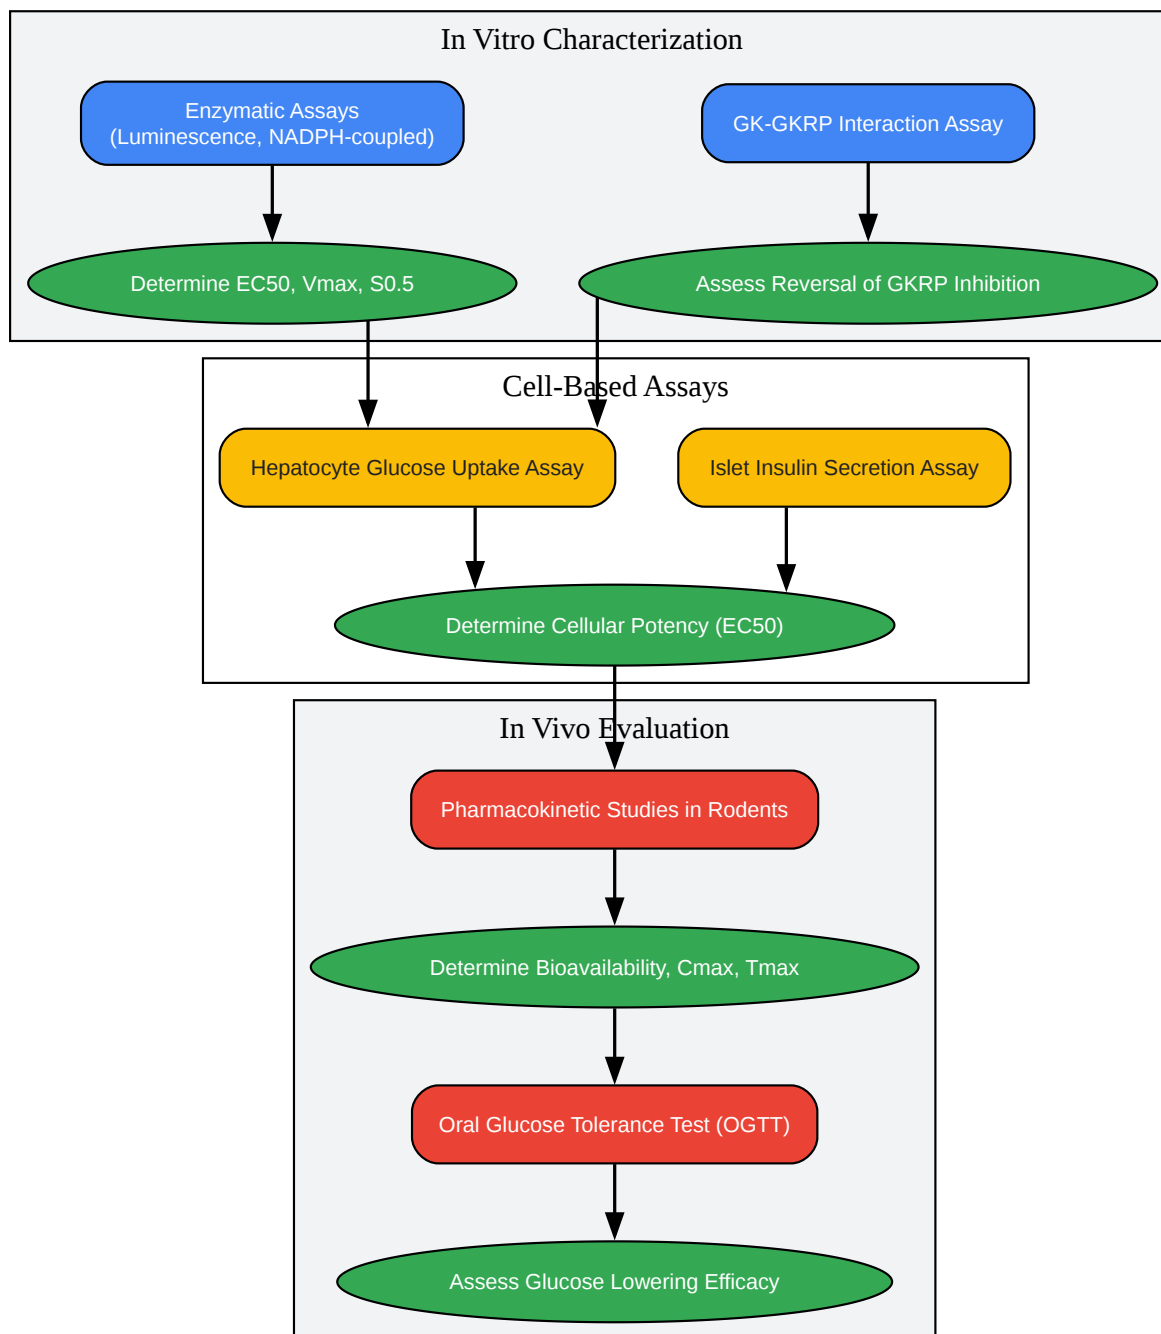 In Vitro Characterization
Enzymatic Assays
(Luminescence, NADPH-coupled)
GK-GKRP Interaction Assay
Determine EC50, Vmax, S0.5
Assess Reversal of GKRP Inhibition
Cell-Based Assays
Hepatocyte Glucose Uptake Assay
Islet Insulin Secretion Assay
Determine Cellular Potency (EC50)
In Vivo Evaluation
Pharmacokinetic Studies in Rodents
Determine Bioavailability, Cmax, Tmax
Oral Glucose Tolerance Test (OGTT)
Assess Glucose Lowering Efficacy